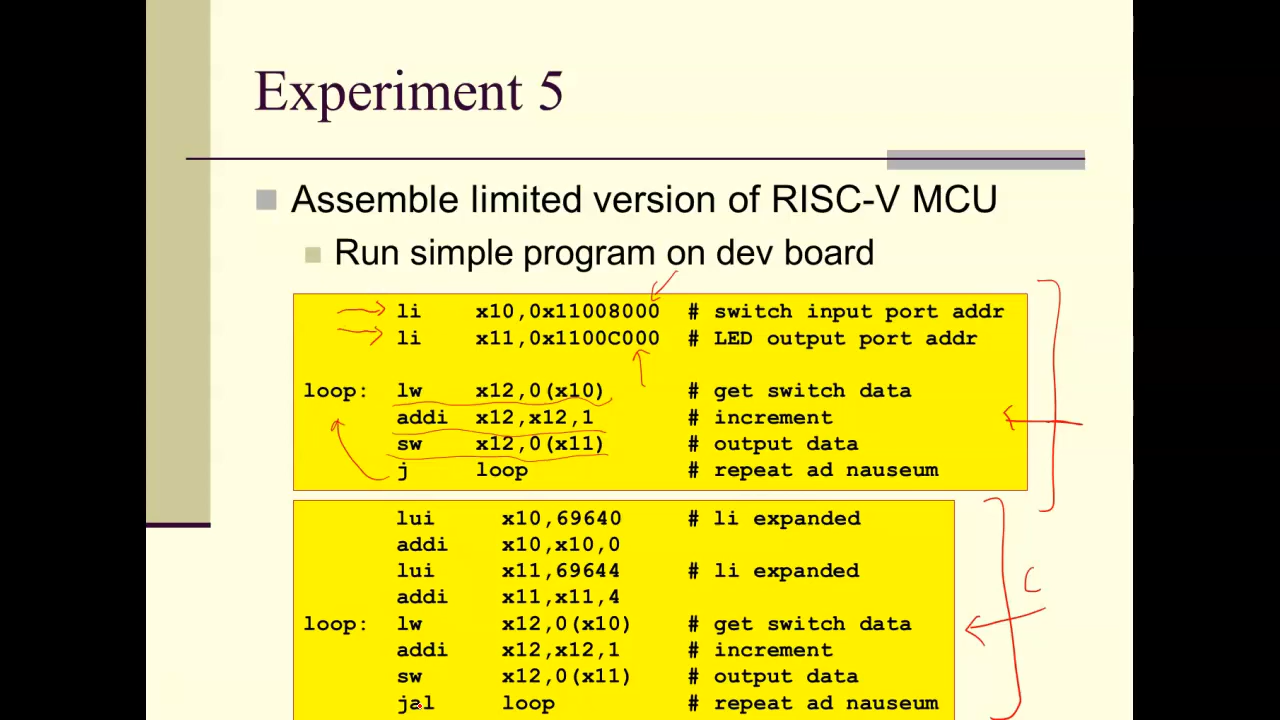 Experiment 5
Assemble limited version of RISC-V MCU
Run simple program on dev board
li x10,0x11008000 # switch input port addr
li x11,0x1100C000 # LED output port addr
loop: lw x12,0(x10) # get switch data
addi x12,x12,1 # increment
sw x12,0(x11) # output data
j loop # repeat ad nauseum
lui x10,69640 # li expanded
addi x10,x10,0
lui x11,69644 # li expanded
addi x11,x11,4
loop: lw x12,0(x10) # get switch data
addi x12,x12,1 # increment
sw x12,0(x11) # output data
jal loop # repeat ad nauseum